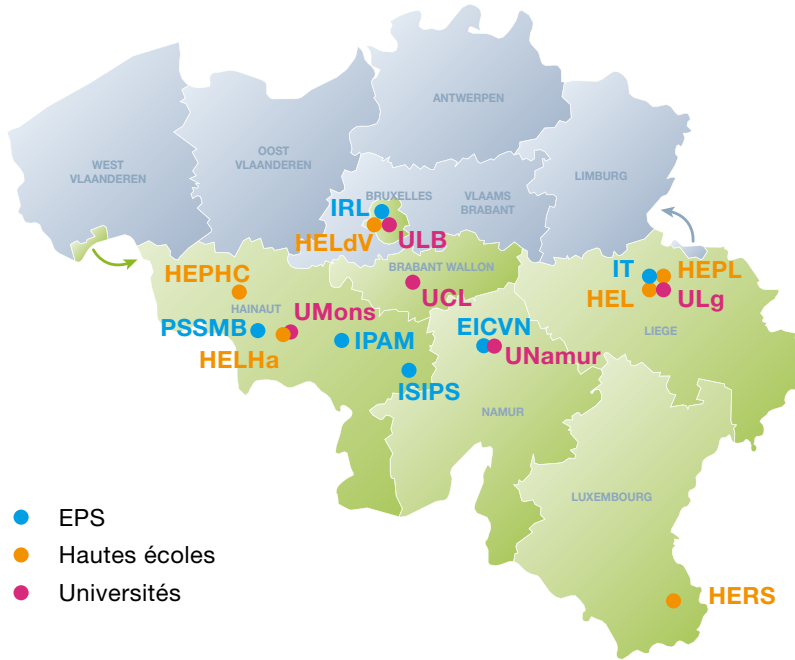 ANTWERPEN
WEST
VLAANDEREN
OOST
VLAANDEREN
LIMBURG
BRUXELLES
VLAAMS
BRABANT
IRL
HELdV
ULB
BRABANT WALLON
UCL
HEPHC
HAINAUT
UMons
PSSMB
HELHa
IPAM
ISIPS
EICVN
UNamur
NAMUR
IT
HEPL
HEL
ULg
LIEGE
LUXEMBOURG
HERS
EPS
Hautes écoles
Universités